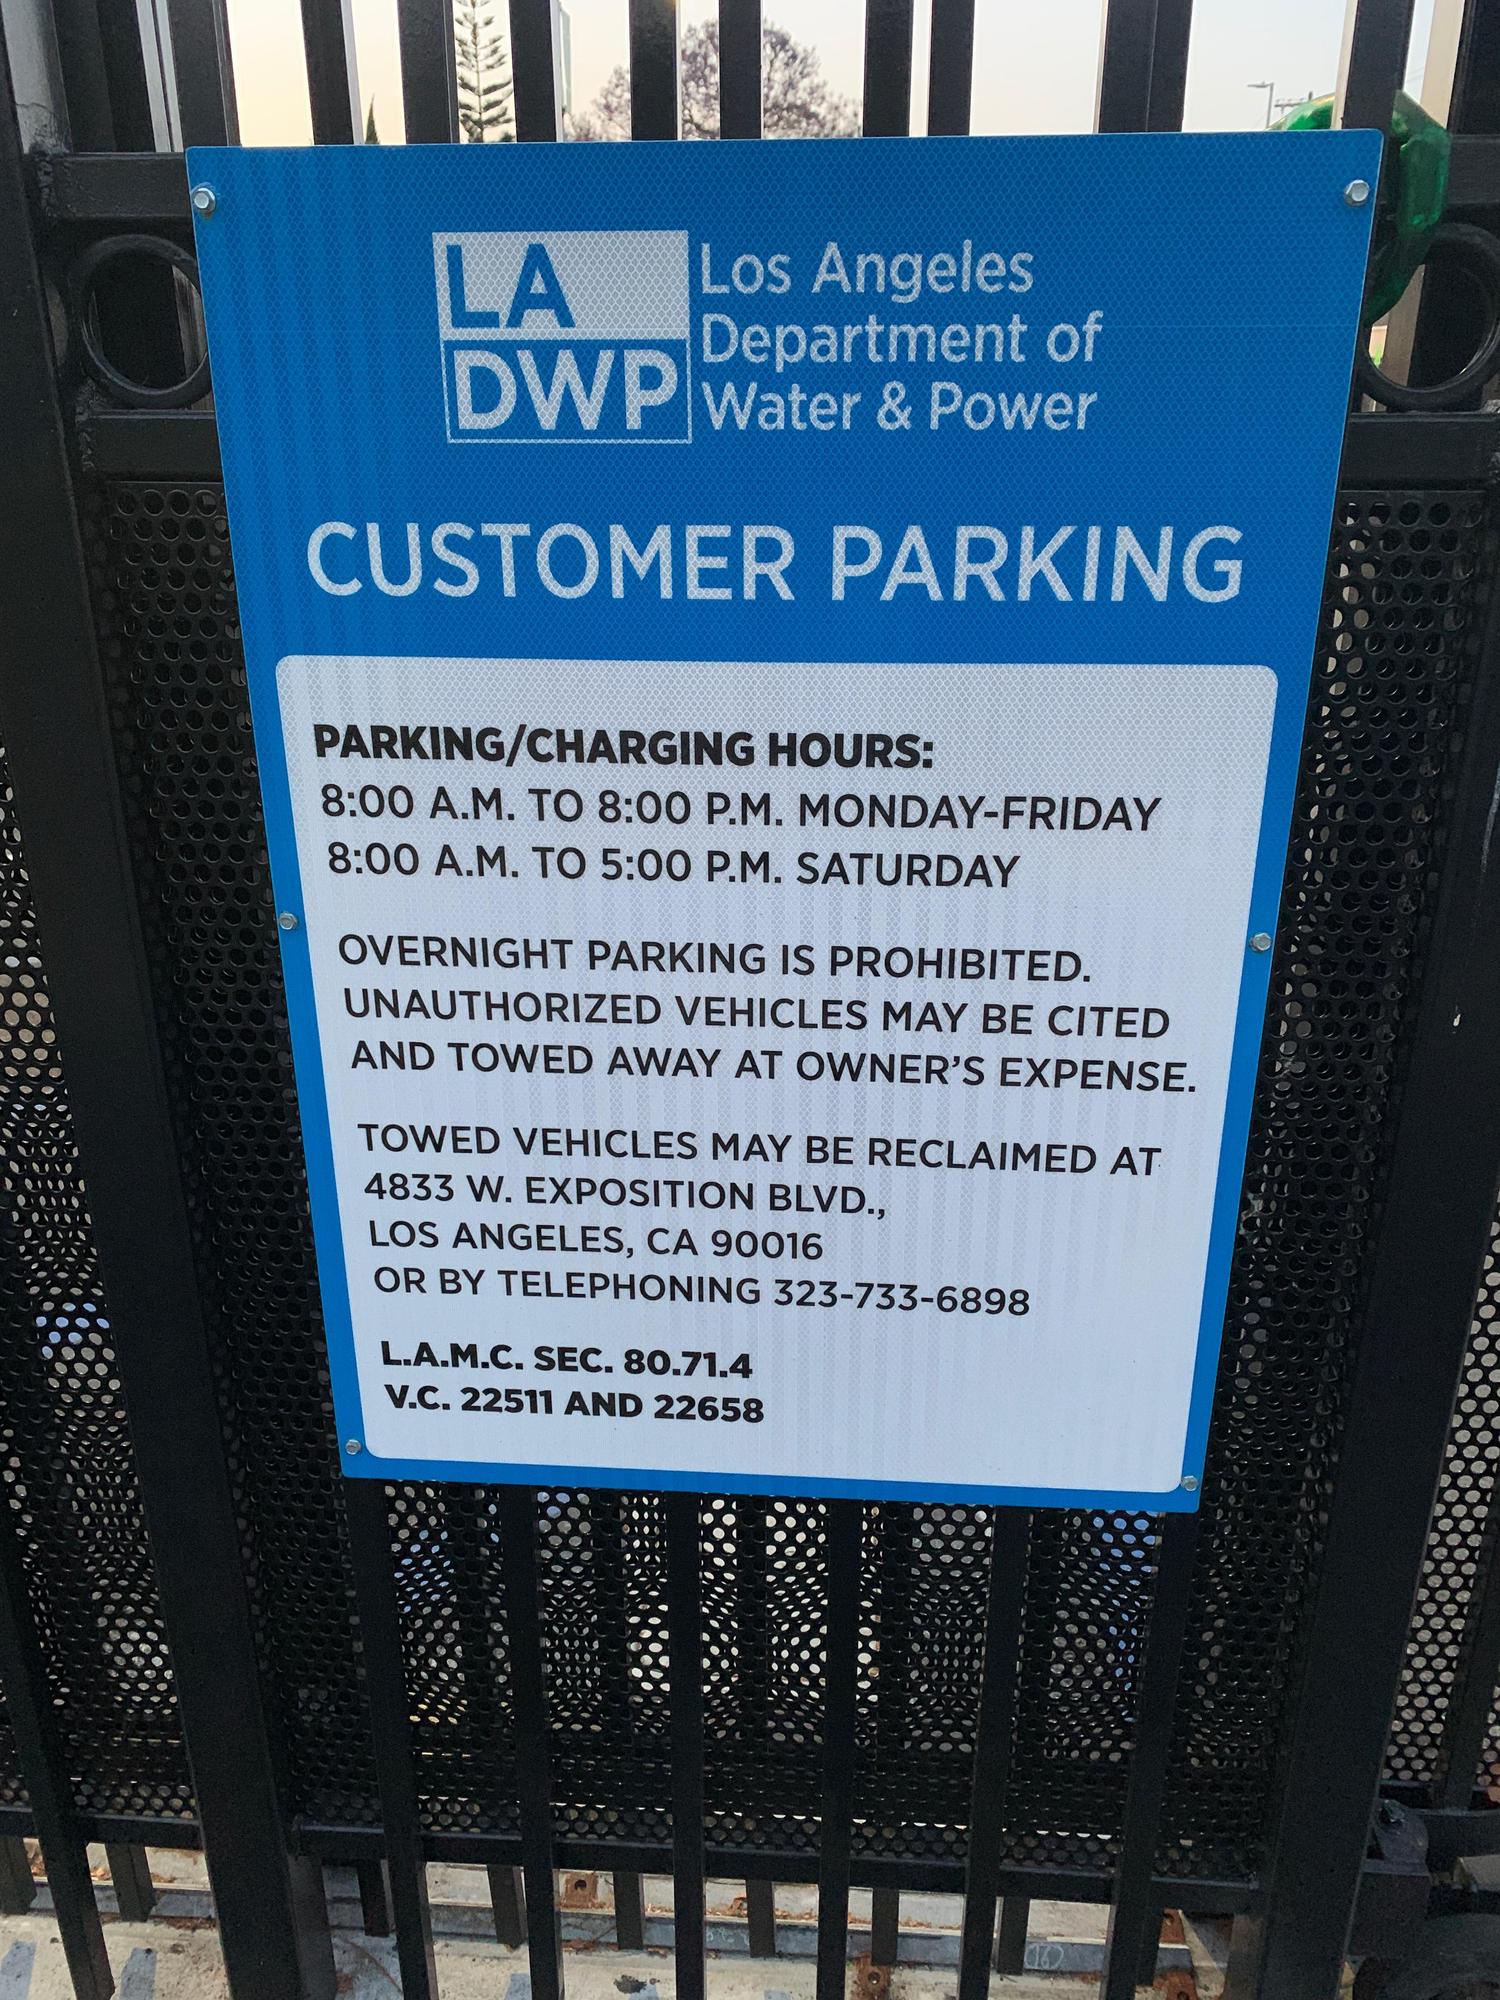 LA
DWP
Los Angeles
Department of
Water & Power
CUSTOMER PARKING
PARKING/CHARGING HOURS:
8:00 A.M. TO 8:00 P.M. MONDAY-FRIDAY
8:00 A.M. TO 5:00 P.M. SATURDAY
OVERNIGHT PARKING IS PROHIBITED.
UNAUTHORIZED VEHICLES MAY BE CITED
AND TOWED AWAY AT OWNER'S EXPENSE.
TOWED VEHICLES MAY BE RECLAIMED AT
4833 W. EXPOSITION BLVD.,
LOS ANGELES, CA 90016
OR BY TELEPHONING 323-733-6898
L.A.M.C. SEC. 80.71.4
V.C. 22511 AND 22658